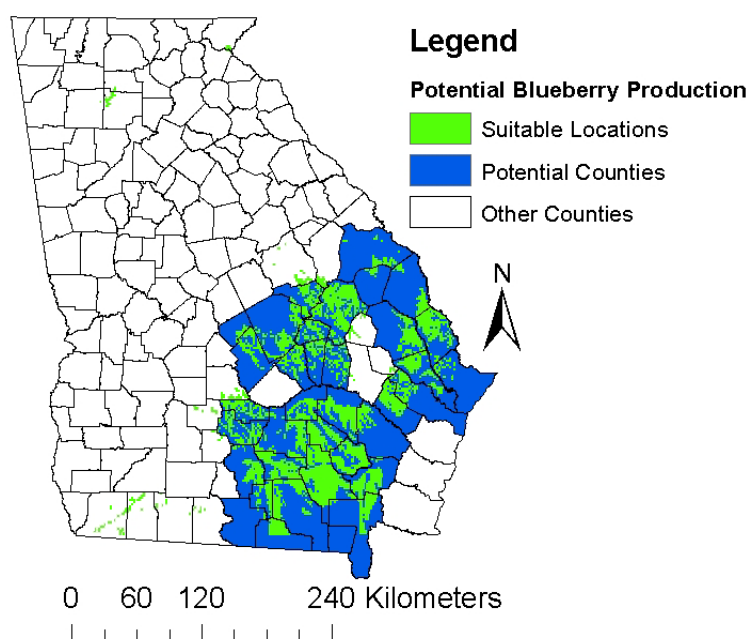 Legend
Potential Blueberry Production
Suitable Locations
Potential Counties
Other Counties
N
0 60 120 240 Kilometers